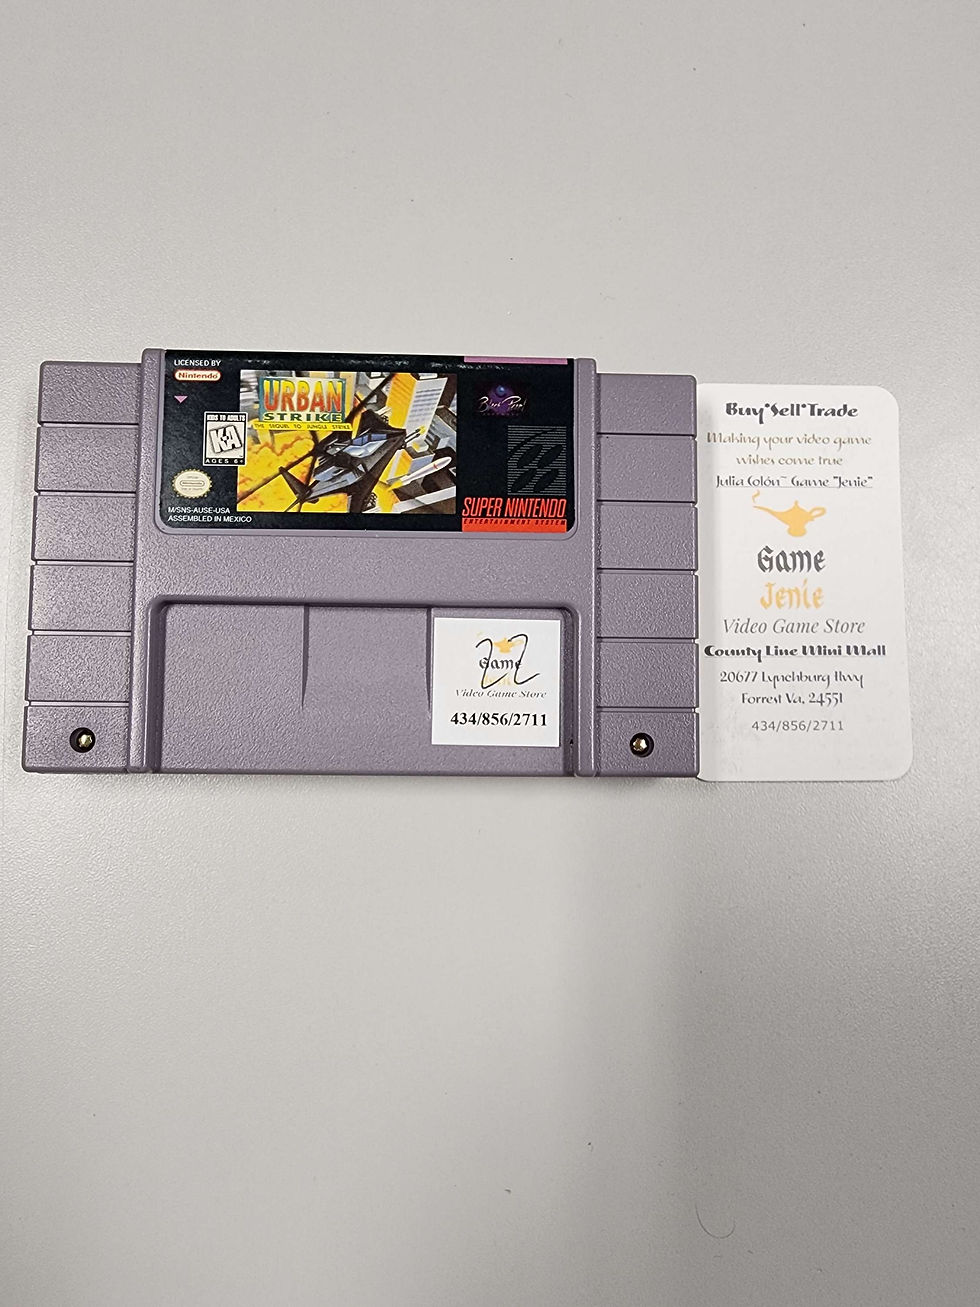 LICENSED BY
Nintendo
URBAN
STRIKE
THE SEQUEL TO JUNGLE STRIKE
KIDS TO ADULTS
K-A
AGES 6+
M/SNS-AUSE-USA
ASSEMBLED IN MEXICO
Black Pearl
SUPER NINTENDO
ENTERTAINMENT SYSTEM
22
Game
Video Game Store
434/856/2711
Buy*Sell*Trade
Making your video game
wishes come true
Julia Colón~ Game "Jenie"
Game
Jenie
Video Game Store
County Line Mini Mall
20677 Lynchburg Hwy
Forrest Va, 24551
434/856/2711